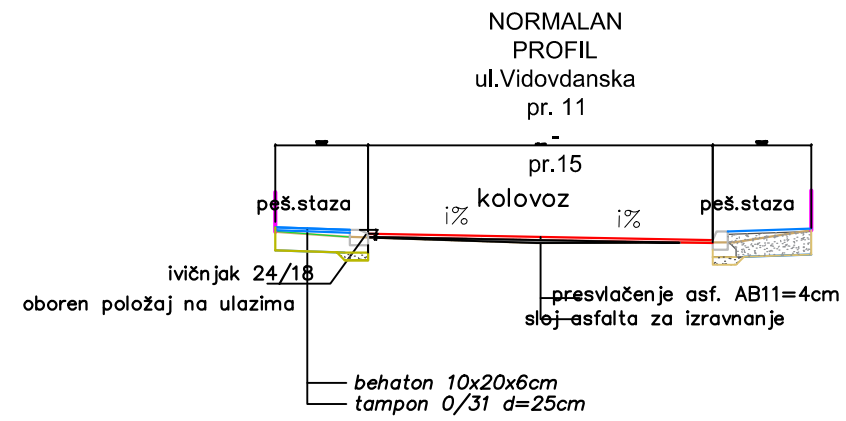 NORMALAN
PROFIL
ul.Vidovdanska
pr. 11
-
pr.15
peš.staza
kolovoz
peš.staza
i%
i%
ivičnjak 24/18
oboren položaj na ulazima
presvlačenje asf. AB11=4cm
sloj asfalta za izravnanje
behaton 10x20x6cm
tampon 0/31 d=25cm